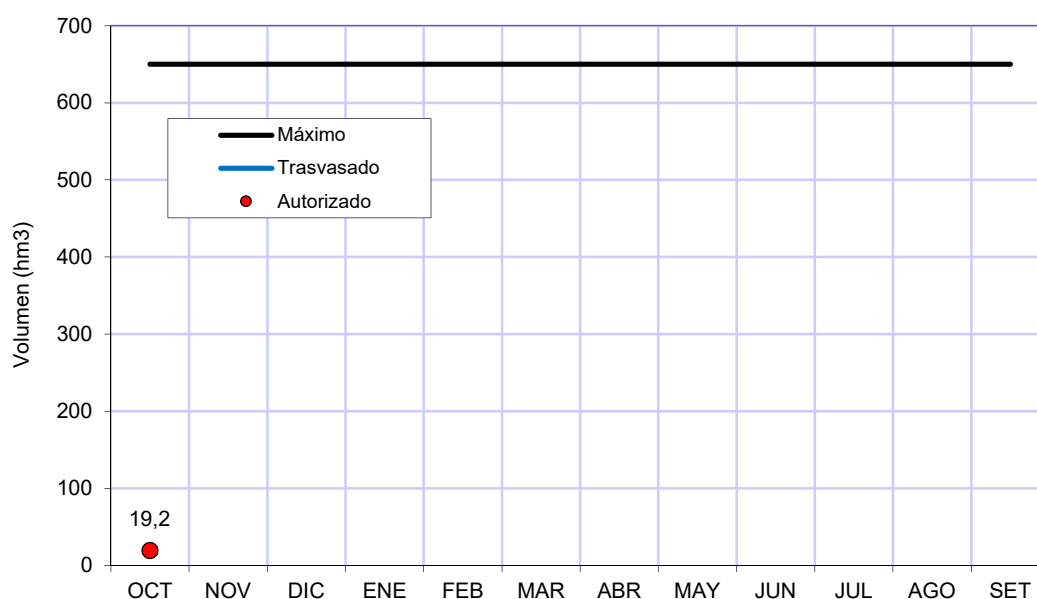 700
600
500
400
300
200
100
0
Volumen (hm3)
Máximo
Trasvasado
Autorizado
19,2
OCT NOV DIC ENE FEB MAR ABR MAY JUN JUL AGO SET